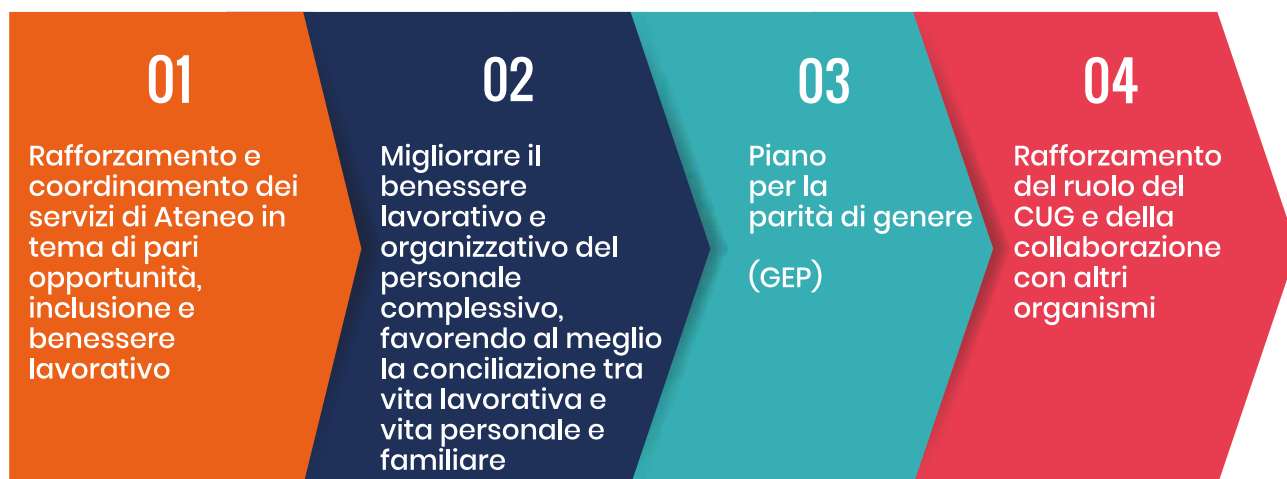 01
Rafforzamento e
coordinamento dei
servizi di Ateneo in
tema di pari
opportunità,
inclusione e
benessere
lavorativo
02
Migliorare il
benessere
lavorativo e
organizzativo del
personale
complessivo,
favorendo al meglio
la conciliazione tra
vita lavorativa e
vita personale e
familiare
03
Piano
per la
parità di genere
(GEP)
04
Rafforzamento
del ruolo del
CUG e della
collaborazione
con altri
organismi